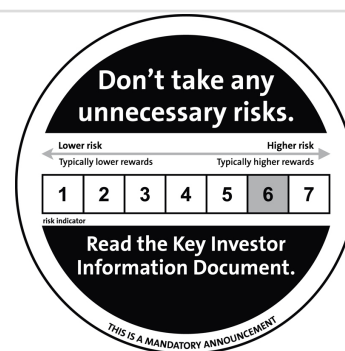 Don't take any
unnecessary risks.
Lower risk Higher risk
Typically lower rewards Typically higher rewards
1 2 3 4 5 6 7
risk indicator
Read the Key Investor
Information Document.
THIS IS A MANDATORY ANNOUNCEMENT